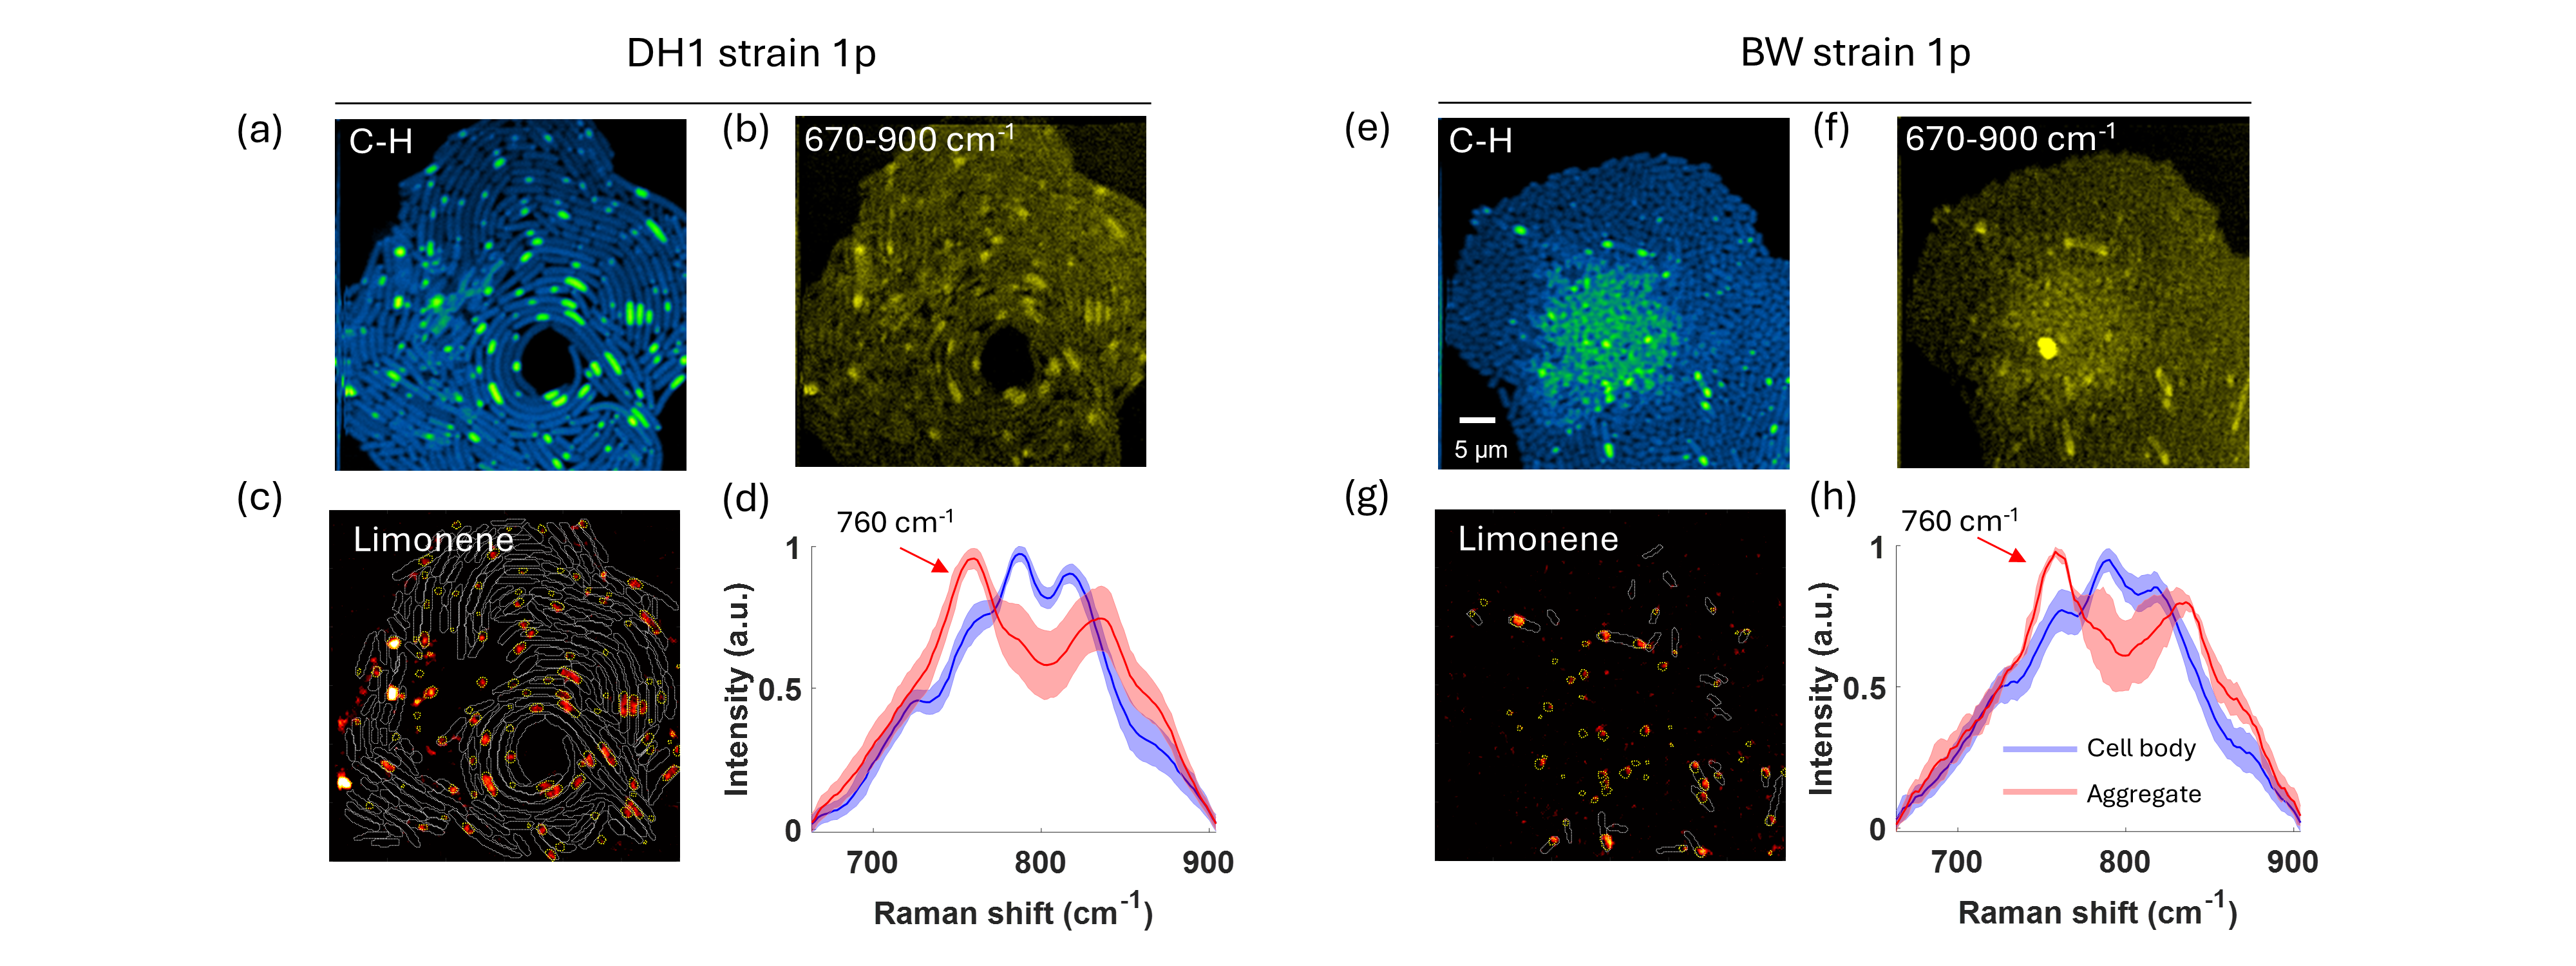 DH1 strain 1p
(a)
C-H
(b)
670-900 cm⁻¹
(c)
Limonene
(d)
760 cm⁻¹
1
0.5
0
Intensity (a.u.)
700 800 900
Raman shift (cm⁻¹)
BW strain 1p
(e)
C-H
5 µm
(f)
670-900 cm⁻¹
(g)
Limonene
(h)
760 cm⁻¹
1
0.5
0
Intensity (a.u.)
Cell body
Aggregate
700 800 900
Raman shift (cm⁻¹)